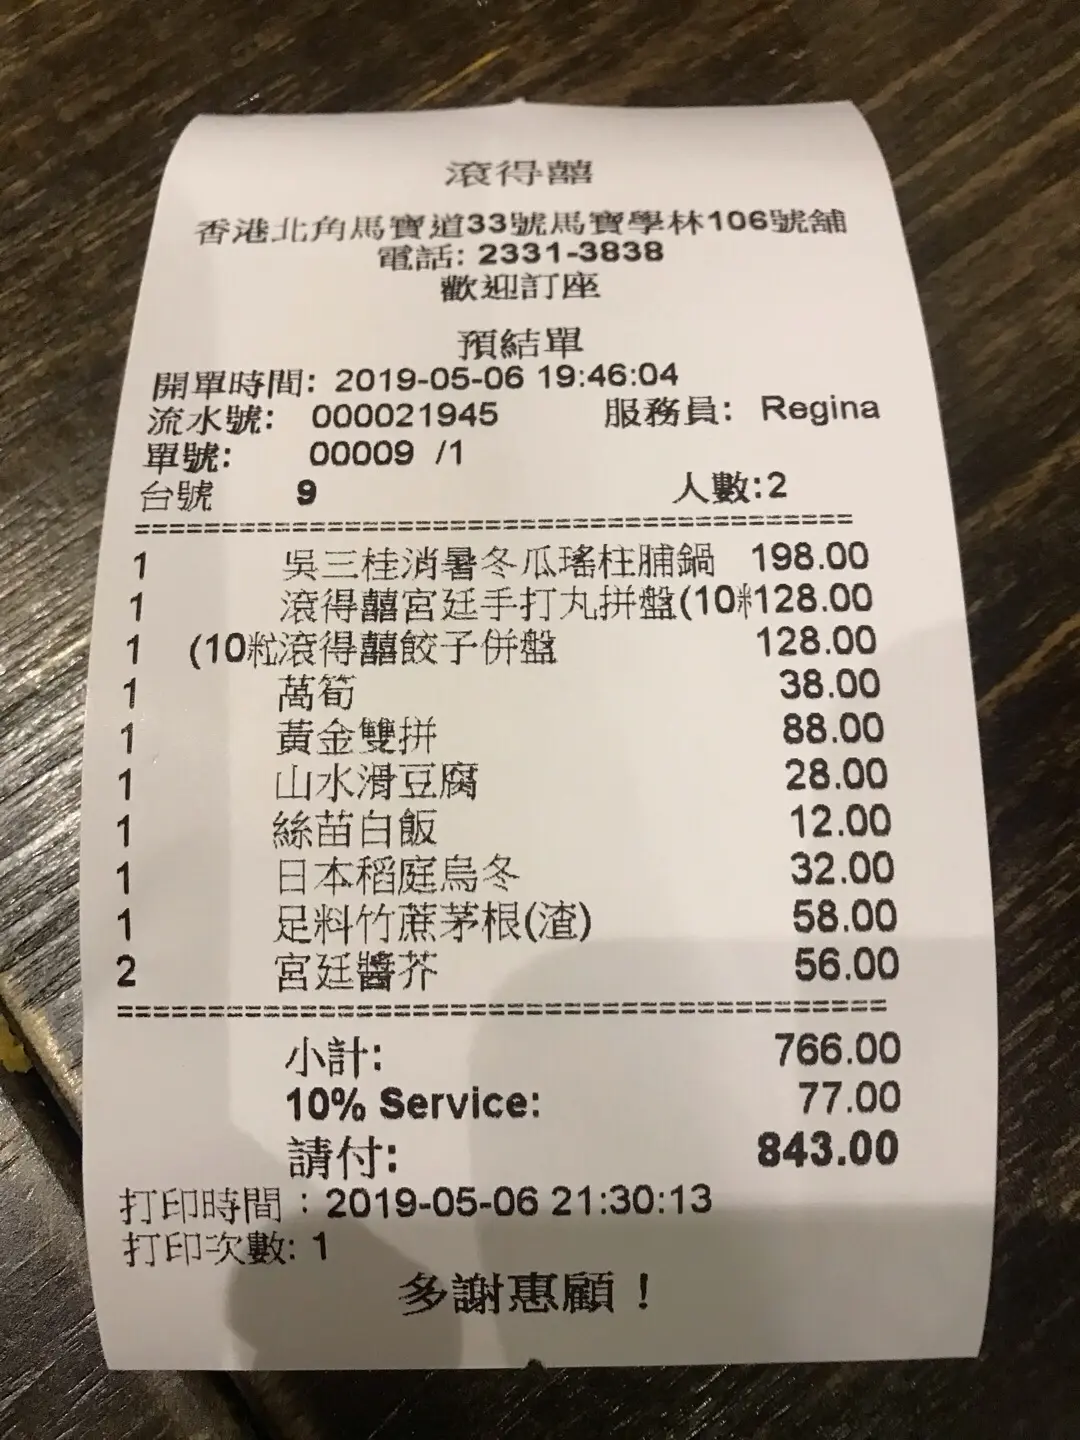 滾得囍
香港北角馬寶道33號馬寶學林106號舖
電話: 2331-3838
歡迎訂座
預結單
開單時間: 2019-05-06 19:46:04
流水號: 000021945 服務員: Regina
單號: 00009 /1
台號 9 人數:2
1 吳三桂消暑冬瓜瑤柱脯鍋 198.00
1 滾得囍宮廷手打丸拼盤(10粒 128.00
1 (10粒滾得囍餃子併盤 128.00
1 萵筍 38.00
1 黃金雙拼 88.00
1 山水滑豆腐 28.00
1 絲苗白飯 12.00
1 日本稻庭烏冬 32.00
1 足料竹蔗茅根(渣) 58.00
2 宮廷醬芥 56.00
小計: 766.00
10% Service: 77.00
請付: 843.00
打印時間：2019-05-06 21:30:13
打印次數: 1
多謝惠顧！